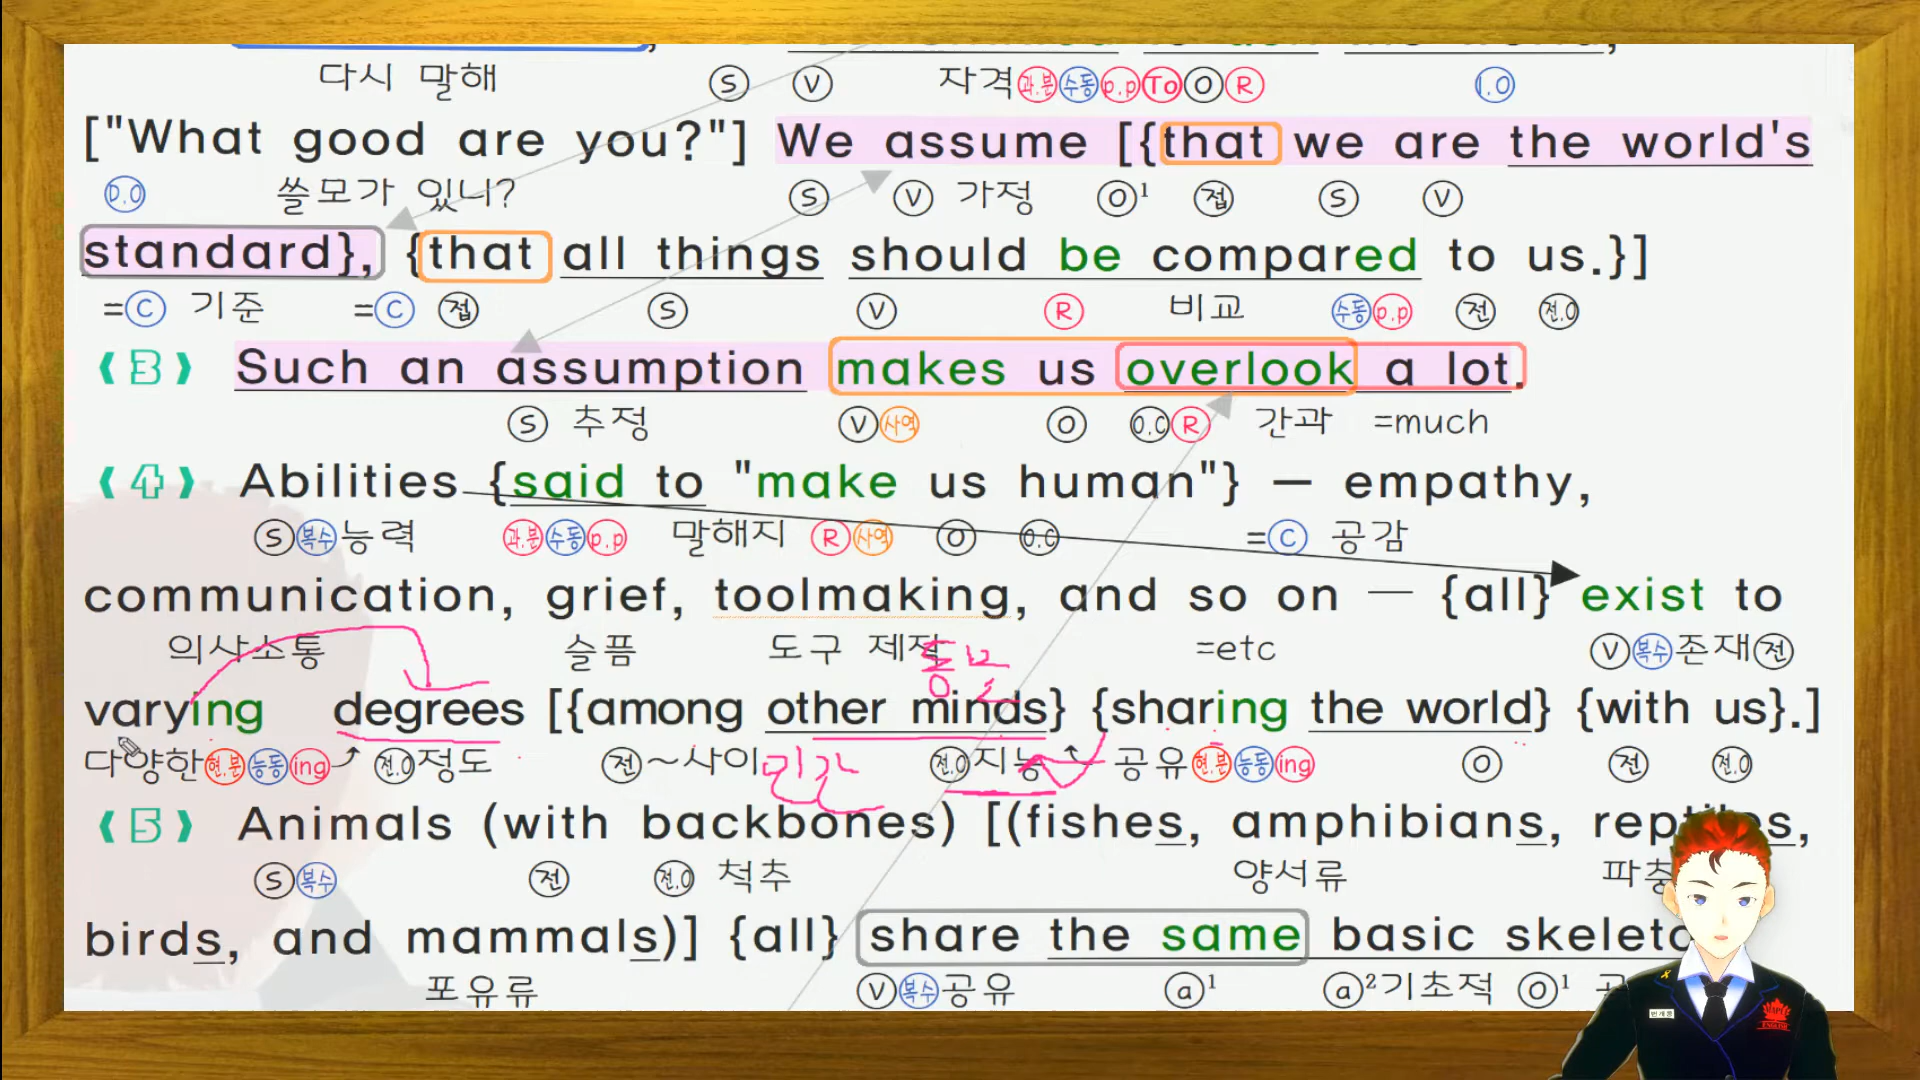 다시 말해 Ⓢ Ⓥ 자격 과.분 수동 p.p To O R I.O
["What good are you?"] We assume [{that we are the world's
D.O 쓸모가 있니? Ⓢ Ⓥ 가정 O¹ 접 Ⓢ Ⓥ
standard}, {that all things should be compared to us.}]
=C 기준 =C 접 Ⓢ Ⓥ R 비교 수동 p.p 전 전.O
《3》 Such an assumption makes us overlook a lot.
Ⓢ 추정 Ⓥ 사역 O O.C R 간과 =much
《4》 Abilities {said to "make us human"} — empathy,
Ⓢ 복수 능력 과.분 수동 p.p 말해지 R 사역 O O.C =C 공감
communication, grief, toolmaking, and so on — {all} exist to
의사소통 슬픔 도구 제작 =etc Ⓥ 복수 존재 전
동물
varying degrees [{among other minds} {sharing the world} {with us}.]
다양한 현.분 능동 ing 전.O 정도 전 ~사이 인간 전.O 지능 공유 현.분 능동 ing O 전 전.O
《5》 Animals (with backbones) [(fishes, amphibians, reptiles,
Ⓢ 복수 전 전.O 척추 양서류 파충
birds, and mammals)] {all} share the same basic
포유류 Ⓥ 복수 공유 a¹ a² 기초적 O¹
ENGLISH